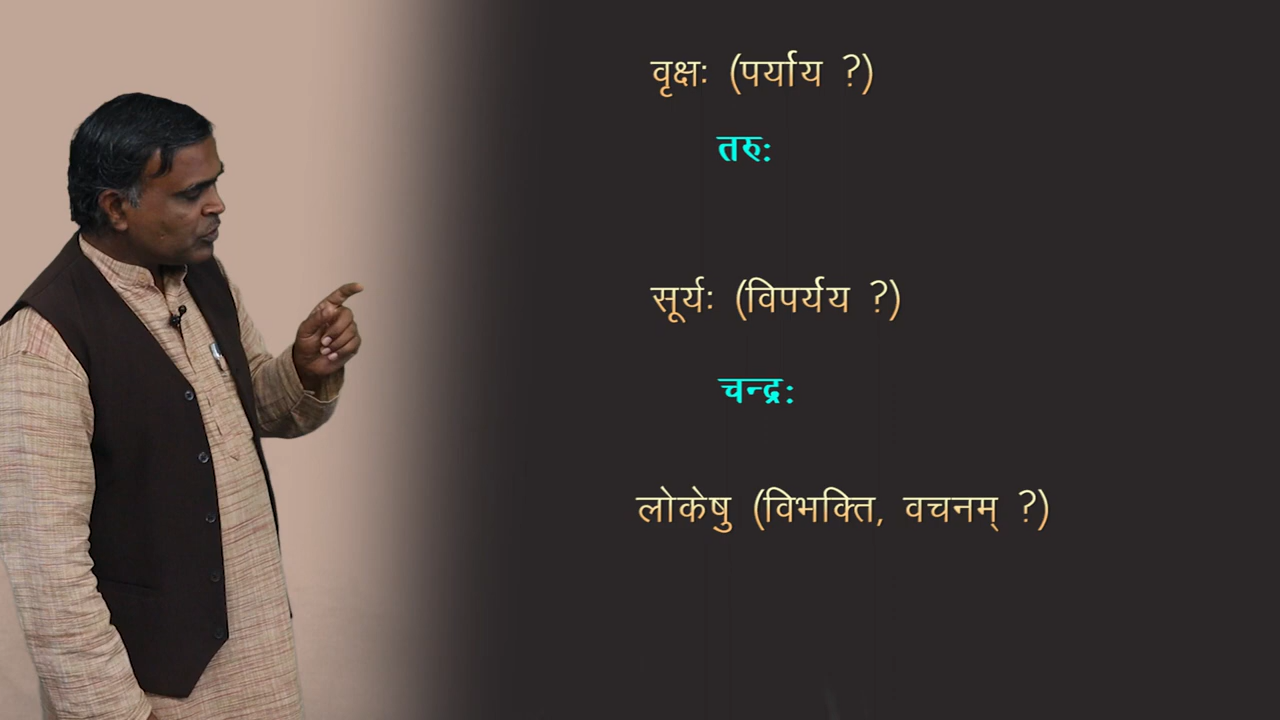 वृक्षः (पर्याय ?)
तरुः
सूर्यः (विपर्यय ?)
चन्द्रः
लोकेषु (विभक्ति, वचनम् ?)